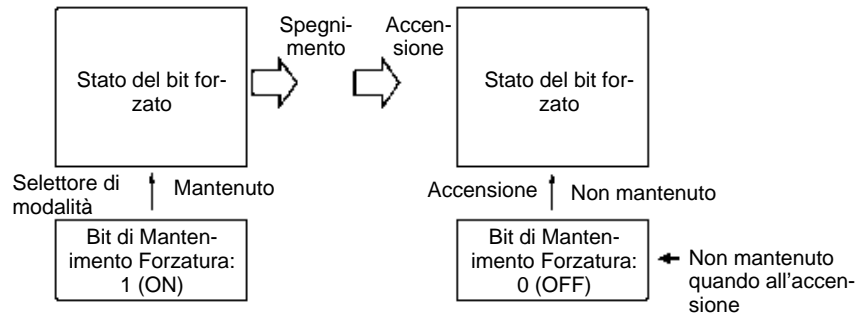 Spegni-
mento
Accen-
sione
Stato del bit for-
zato
Stato del bit for-
zato
Selettore di
modalità
Mantenuto
Accensione
Non mantenuto
Bit di Manten-
imento Forzatura:
1 (ON)
Bit di Manten-
imento Forzatura:
0 (OFF)
Non mantenuto
quando all'accen-
sione